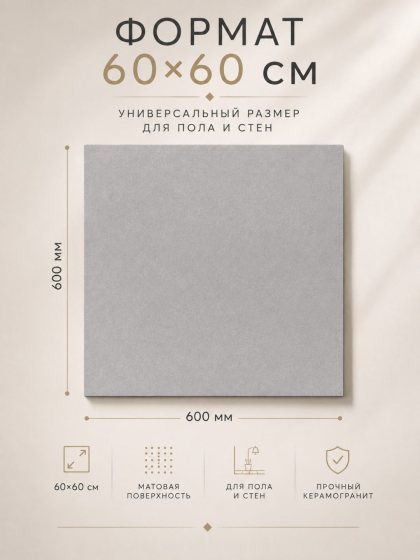 ФОРМАТ
60×60 см
УНИВЕРСАЛЬНЫЙ РАЗМЕР
ДЛЯ ПОЛА И СТЕН
600 мм
600 мм
60×60 см
МАТОВАЯ
ПОВЕРХНОСТЬ
ДЛЯ ПОЛА
И СТЕН
ПРОЧНЫЙ
КЕРАМОГРАНИТ